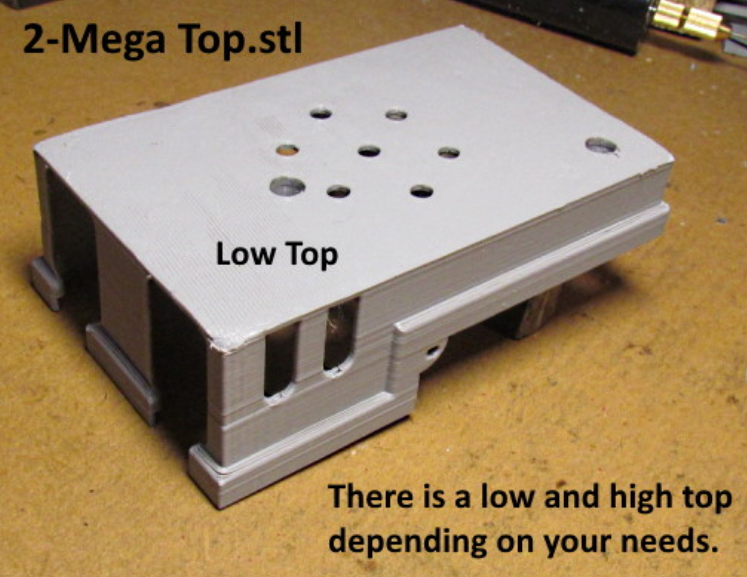 2-Mega Top.stl
Low Top
There is a low and high top
depending on your needs.